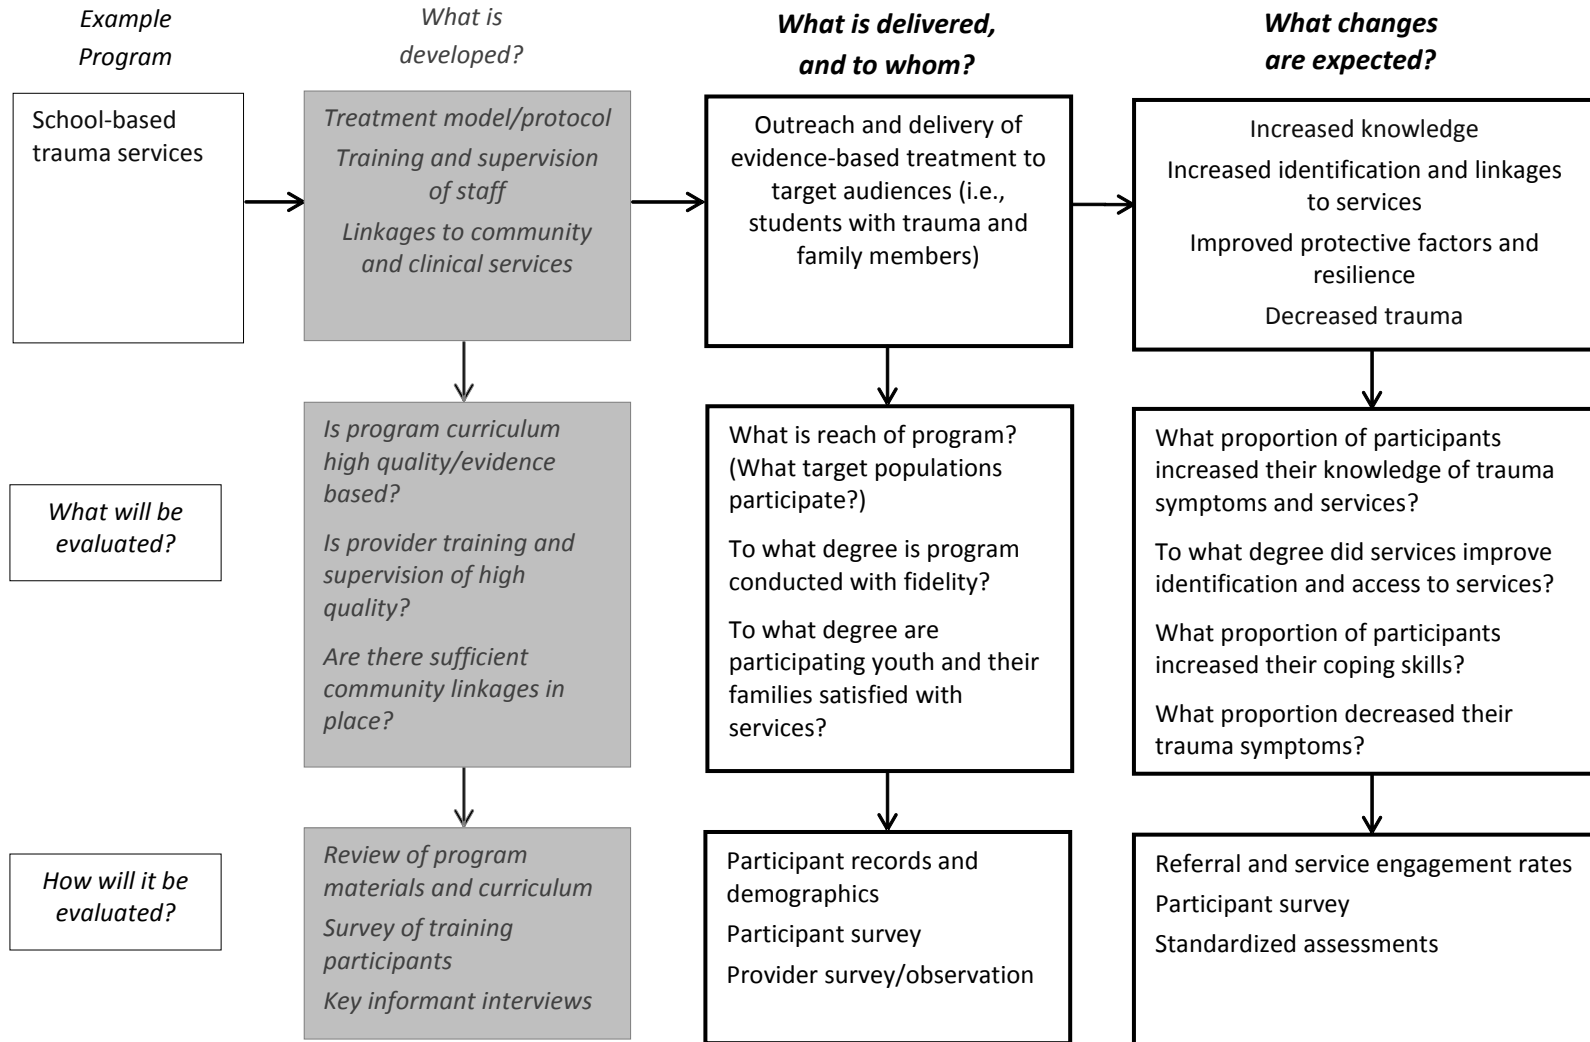 Example
Program
What is
developed?
What is delivered,
and to whom?
What changes
are expected?
School-based
trauma services
Treatment model/protocol
Training and supervision
of staff
Linkages to community
and clinical services
Outreach and delivery of
evidence-based treatment to
target audiences (i.e.,
students with trauma and
family members)
Increased knowledge
Increased identification and linkages
to services
Improved protective factors and
resilience
Decreased trauma
What will be
evaluated?
Is program curriculum
high quality/evidence
based?
Is provider training and
supervision of high
quality?
Are there sufficient
community linkages in
place?
What is reach of program?
(What target populations
participate?)
To what degree is program
conducted with fidelity?
To what degree are
participating youth and their
families satisfied with
services?
What proportion of participants
increased their knowledge of trauma
symptoms and services?
To what degree did services improve
identification and access to services?
What proportion of participants
increased their coping skills?
What proportion decreased their
trauma symptoms?
How will it be
evaluated?
Review of program
materials and curriculum
Survey of training
participants
Key informant interviews
Participant records and
demographics
Participant survey
Provider survey/observation
Referral and service engagement rates
Participant survey
Standardized assessments